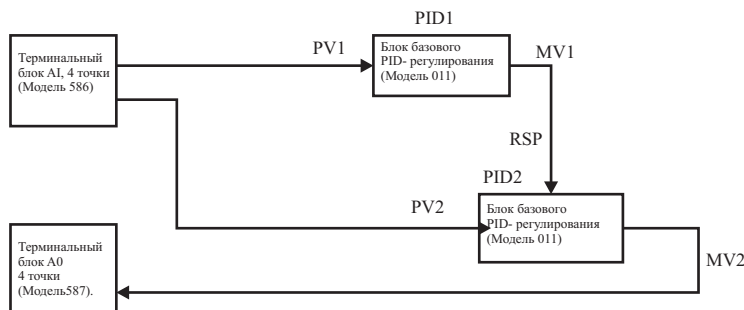 PID1
Терминальный
блок AI, 4 точки
(Модель 586)
PV1
Блок базового
PID- регулирования
(Модель 011)
MV1
RSP
PID2
PV2
Блок базового
PID- регулирования
(Модель 011)
Терминальный
блок A0
4 точки
(Модель587).
MV2